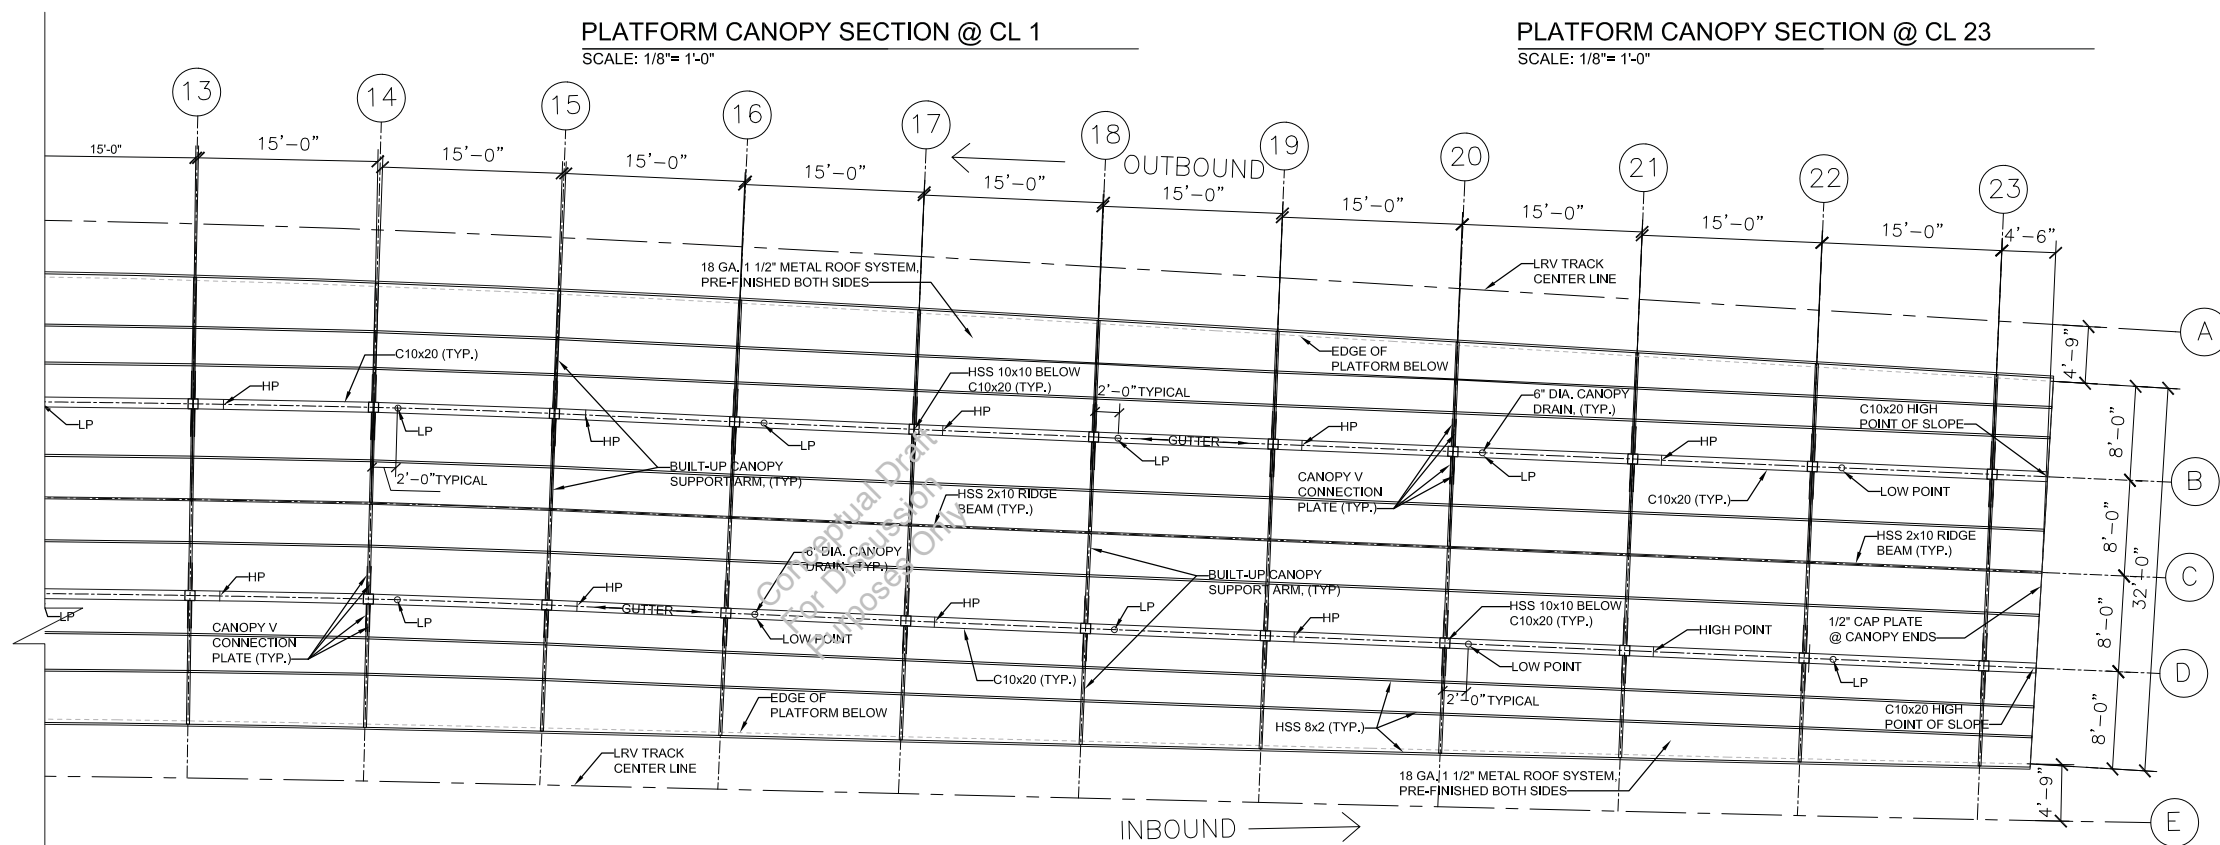 PLATFORM CANOPY SECTION @ CL 1
SCALE: 1/8"= 1'-0"
PLATFORM CANOPY SECTION @ CL 23
SCALE: 1/8"= 1'-0"
13
14
15
16
17
18
19
20
21
22
23
15'-0"
15'-0"
15'-0"
15'-0"
15'-0"
15'-0"
15'-0"
15'-0"
15'-0"
15'-0"
15'-0"
4'-6"
OUTBOUND
LRV TRACK
CENTER LINE
18 GA. 1 1/2" METAL ROOF SYSTEM,
PRE-FINISHED BOTH SIDES
A
4'-9"
EDGE OF
PLATFORM BELOW
C10x20 (TYP.)
HP
LP
LP
2'-0" TYPICAL
HP
LP
HSS 10x10 BELOW
C10x20 (TYP.)
HP
2'-0" TYPICAL
LP
GUTTER
HP
6" DIA. CANOPY
DRAIN, (TYP.)
LP
HP
C10x20 HIGH
POINT OF SLOPE
C10x20 (TYP.)
LOW POINT
8'-0"
B
BUILT-UP CANOPY
SUPPORT ARM, (TYP)
CANOPY V
CONNECTION
PLATE (TYP.)
HSS 2x10 RIDGE
BEAM (TYP.)
HSS 2x10 RIDGE
BEAM (TYP.)
8'-0"
C
32'-0"
Conceptual Draft
For Discussion
Purposes Only
6" DIA. CANOPY
DRAIN (TYP.)
BUILT-UP CANOPY
SUPPORT ARM, (TYP)
HP
LP
LP
HP
GUTTER
LOW POINT
HP
LP
HP
HSS 10x10 BELOW
C10x20 (TYP.)
LOW POINT
HIGH POINT
1/2" CAP PLATE
@ CANOPY ENDS
LP
8'-0"
D
CANOPY V
CONNECTION
PLATE (TYP.)
C10x20 (TYP.)
2'-0" TYPICAL
EDGE OF
PLATFORM BELOW
HSS 8x2 (TYP.)
C10x20 HIGH
POINT OF SLOPE
8'-0"
LRV TRACK
CENTER LINE
18 GA. 1 1/2" METAL ROOF SYSTEM,
PRE-FINISHED BOTH SIDES
4'-9"
E
INBOUND